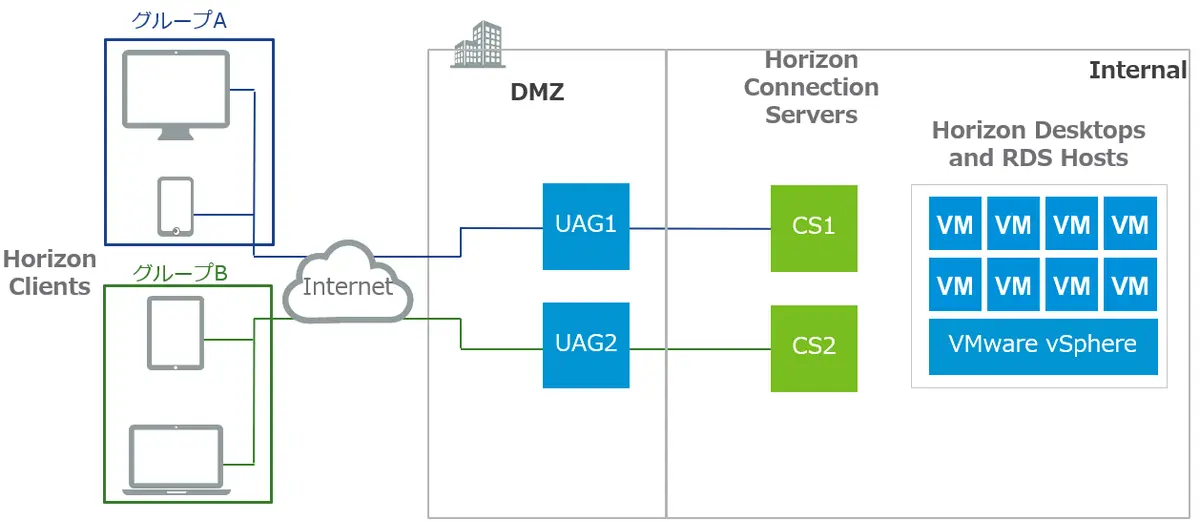 グループA
Horizon
Clients
グループB
Internet
DMZ
UAG1
UAG2
Horizon
Connection
Servers
CS1
CS2
Internal
Horizon Desktops
and RDS Hosts
VM VM VM VM
VM VM VM VM
VMware vSphere